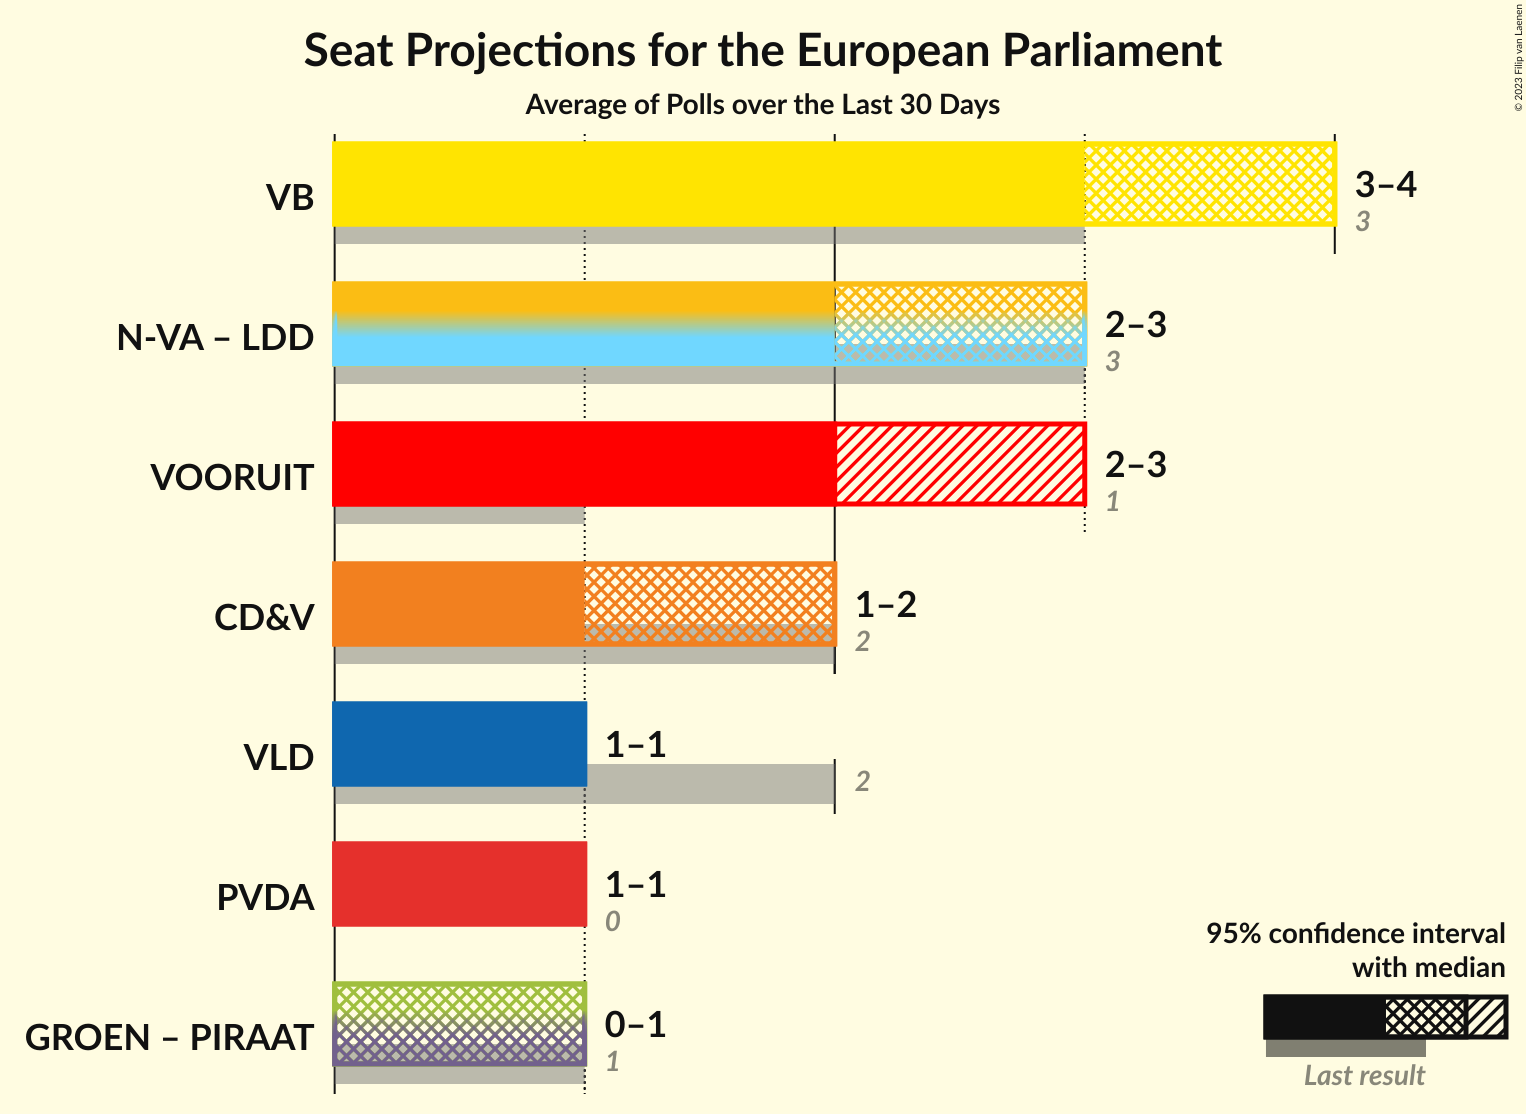 Seat Projections for the European Parliament
Average of Polls over the Last 30 Days
© 2023 Filip van Laenen
VB
3–4
3
N-VA – LDD
2–3
3
VOORUIT
2–3
1
CD&V
1–2
2
VLD
1–1
2
PVDA
1–1
0
GROEN – PIRAAT
0–1
1
95% confidence interval
with median
Last result